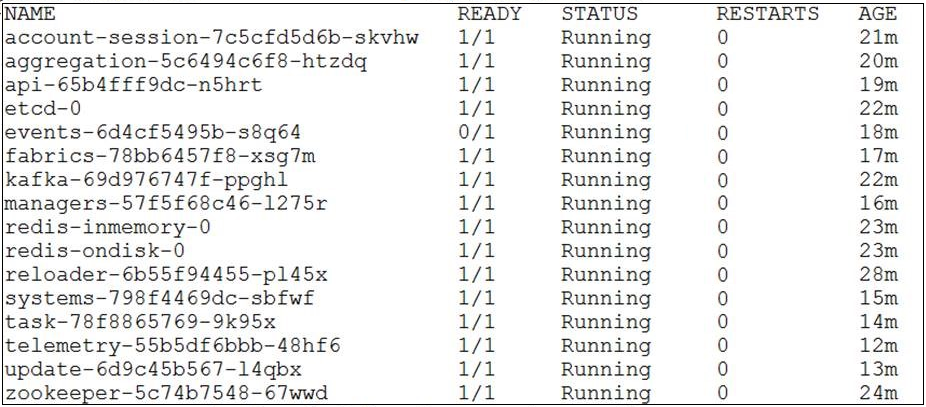 NAME READY STATUS RESTARTS AGE
account-session-7c5cfd5d6b-skvhw 1/1 Running 0 21m
aggregation-5c6494c6f8-htzdq 1/1 Running 0 20m
api-65b4fff9dc-n5hrt 1/1 Running 0 19m
etcd-0 1/1 Running 0 22m
events-6d4cf5495b-s8q64 0/1 Running 0 18m
fabrics-78bb6457f8-xsg7m 1/1 Running 0 17m
kafka-69d976747f-ppghl 1/1 Running 0 22m
managers-57f5f68c46-l275r 1/1 Running 0 16m
redis-inmemory-0 1/1 Running 0 23m
redis-ondisk-0 1/1 Running 0 23m
reloader-6b55f94455-pl45x 1/1 Running 0 28m
systems-798f4469dc-sbfwf 1/1 Running 0 15m
task-78f8865769-9k95x 1/1 Running 0 14m
telemetry-55b5df6bbb-48hf6 1/1 Running 0 12m
update-6d9c45b567-l4qbx 1/1 Running 0 13m
zookeeper-5c74b7548-67wwd 1/1 Running 0 24m